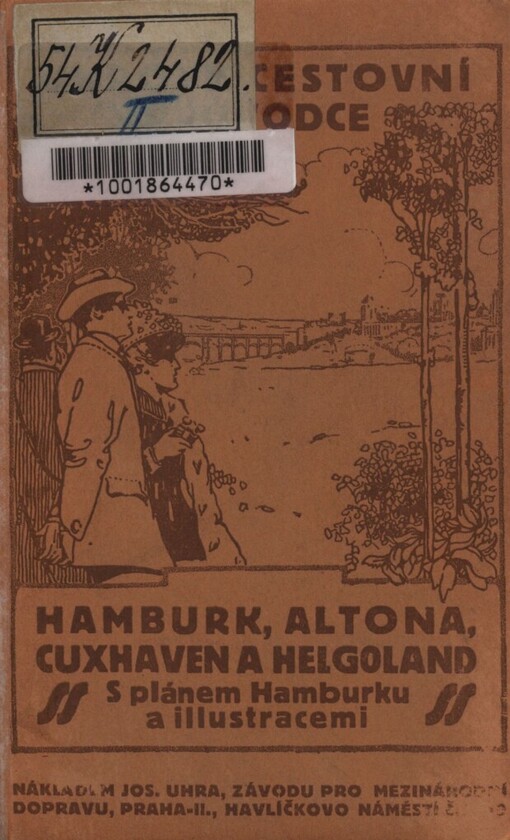 54 K 2482.
II
*1001864470*
CESTOVNÍ
ODCE
HAMBURK, ALTONA,
CUXHAVEN A HELGOLAND
S plánem Hamburku
a illustracemi
NÁKLADEM JOS. UHRA, ZÁVODU PRO MEZINÁRODNÍ
DOPRAVU, PRAHA-II., HAVLÍČKOVO NÁMĚSTÍ